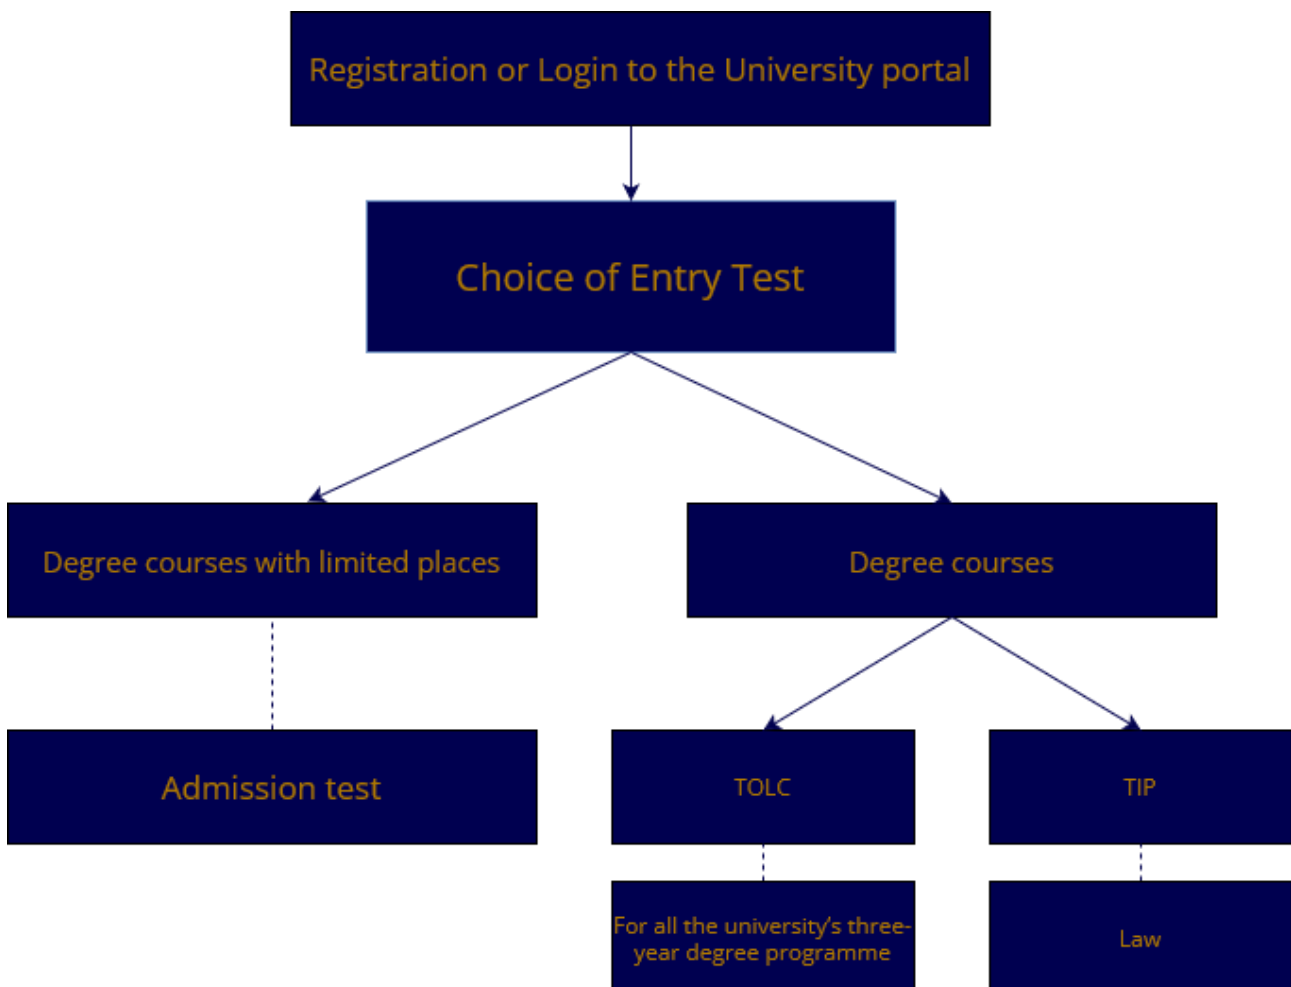 Registration or Login to the University portal
Choice of Entry Test
Degree courses with limited places
Degree courses
Admission test
TOLC
TIP
For all the university’s three-
year degree programme
Law